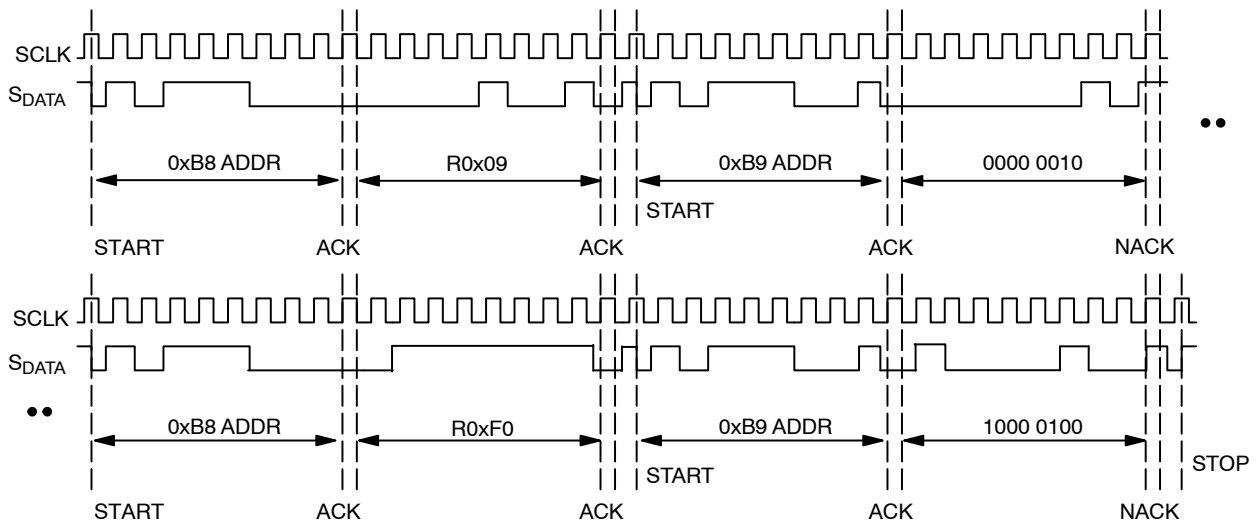 SCLK
SDATA
0xB8 ADDR
R0x09
0xB9 ADDR
0000 0010
START
START
ACK
ACK
ACK
NACK
SCLK
SDATA
0xB8 ADDR
R0xF0
0xB9 ADDR
1000 0100
START
STOP
START
ACK
ACK
ACK
NACK